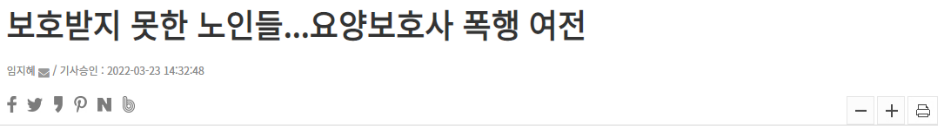 보호받지 못한 노인들...요양보호사 폭행 여전
임지혜 / 기사승인 : 2022-03-23 14:32:48